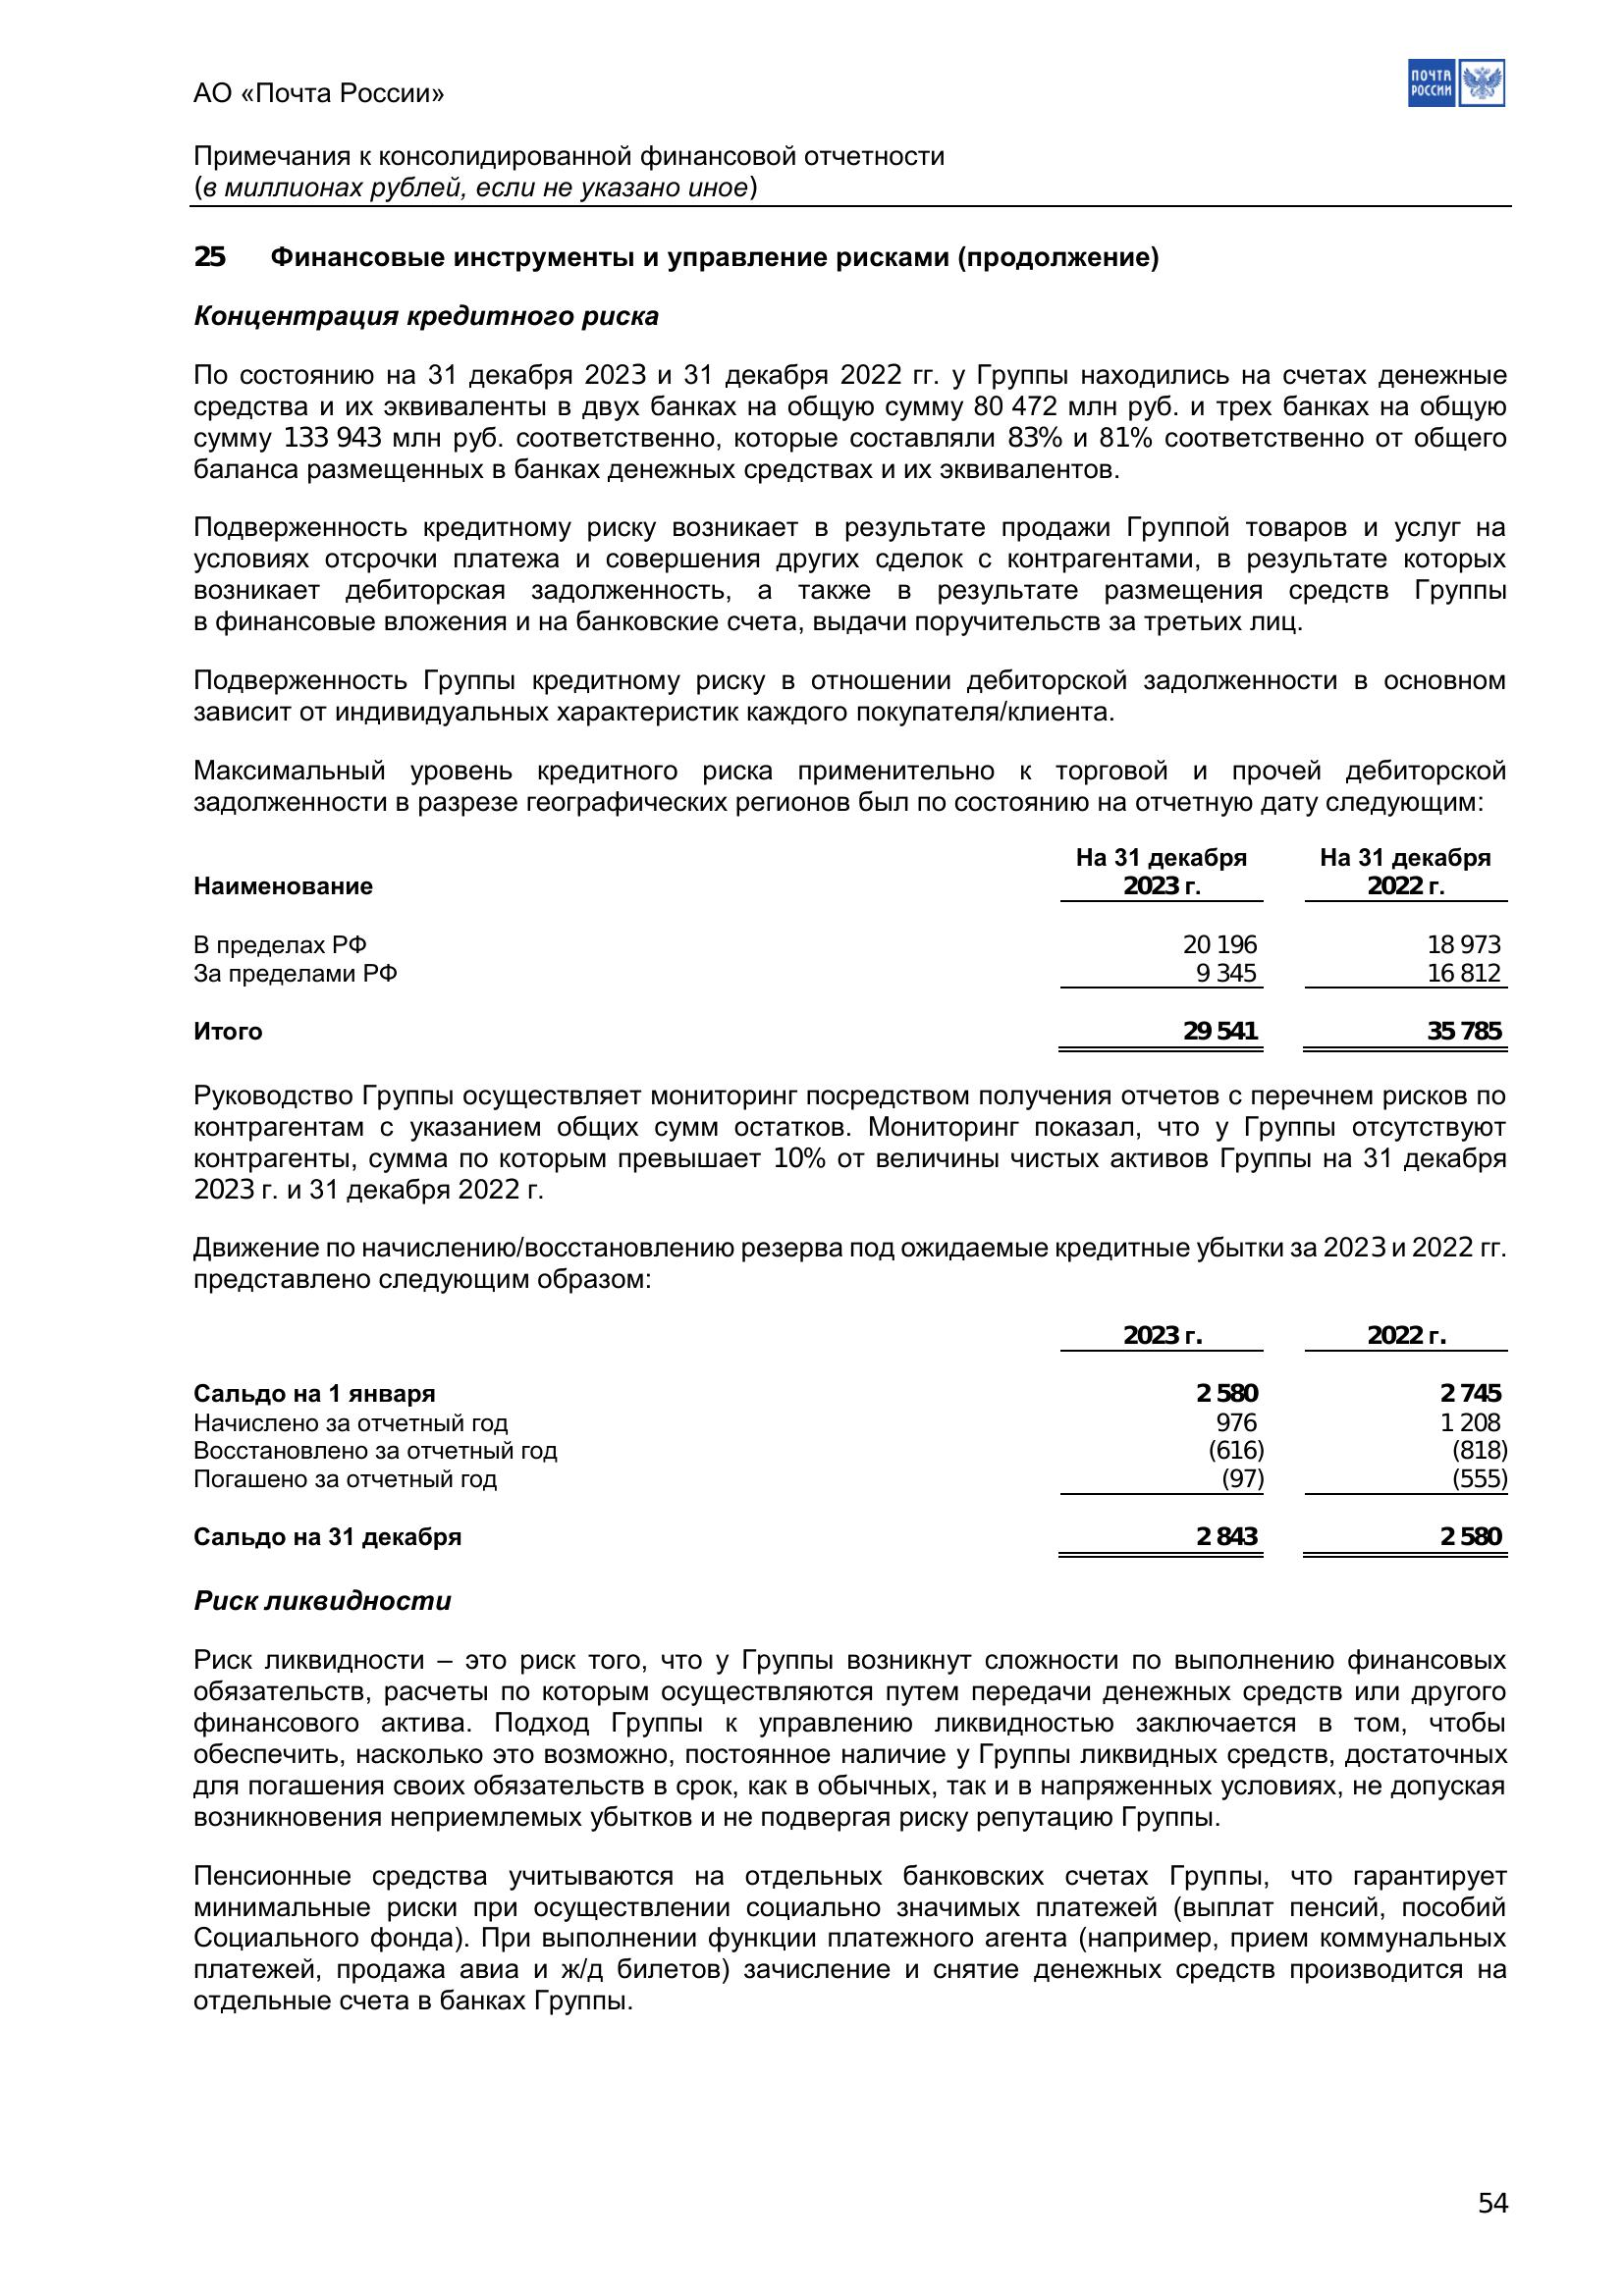 АО «Почта России»
ПОЧТА
РОССИИ
Примечания к консолидированной финансовой отчетности
(в миллионах рублей, если не указано иное)
25 Финансовые инструменты и управление рисками (продолжение)
Концентрация кредитного риска
По состоянию на 31 декабря 2023 и 31 декабря 2022 гг. у Группы находились на счетах денежные
средства и их эквиваленты в двух банках на общую сумму 80 472 млн руб. и трех банках на общую
сумму 133 943 млн руб. соответственно, которые составляли 83% и 81% соответственно от общего
баланса размещенных в банках денежных средствах и их эквивалентов.
Подверженность кредитному риску возникает в результате продажи Группой товаров и услуг на
условиях отсрочки платежа и совершения других сделок с контрагентами, в результате которых
возникает дебиторская задолженность, а также в результате размещения средств Группы
в финансовые вложения и на банковские счета, выдачи поручительств за третьих лиц.
Подверженность Группы кредитному риску в отношении дебиторской задолженности в основном
зависит от индивидуальных характеристик каждого покупателя/клиента.
Максимальный уровень кредитного риска применительно к торговой и прочей дебиторской
задолженности в разрезе географических регионов был по состоянию на отчетную дату следующим:
На 31 декабря На 31 декабря
Наименование 2023 г. 2022 г.
В пределах РФ 20 196 18 973
За пределами РФ 9 345 16 812
Итого 29 541 35 785
Руководство Группы осуществляет мониторинг посредством получения отчетов с перечнем рисков по
контрагентам с указанием общих сумм остатков. Мониторинг показал, что у Группы отсутствуют
контрагенты, сумма по которым превышает 10% от величины чистых активов Группы на 31 декабря
2023 г. и 31 декабря 2022 г.
Движение по начислению/восстановлению резерва под ожидаемые кредитные убытки за 2023 и 2022 гг.
представлено следующим образом:
2023 г. 2022 г.
Сальдо на 1 января 2 580 2 745
Начислено за отчетный год 976 1 208
Восстановлено за отчетный год (616) (818)
Погашено за отчетный год (97) (555)
Сальдо на 31 декабря 2 843 2 580
Риск ликвидности
Риск ликвидности – это риск того, что у Группы возникнут сложности по выполнению финансовых
обязательств, расчеты по которым осуществляются путем передачи денежных средств или другого
финансового актива. Подход Группы к управлению ликвидностью заключается в том, чтобы
обеспечить, насколько это возможно, постоянное наличие у Группы ликвидных средств, достаточных
для погашения своих обязательств в срок, как в обычных, так и в напряженных условиях, не допуская
возникновения неприемлемых убытков и не подвергая риску репутацию Группы.
Пенсионные средства учитываются на отдельных банковских счетах Группы, что гарантирует
минимальные риски при осуществлении социально значимых платежей (выплат пенсий, пособий
Социального фонда). При выполнении функции платежного агента (например, прием коммунальных
платежей, продажа авиа и ж/д билетов) зачисление и снятие денежных средств производится на
отдельные счета в банках Группы.
54